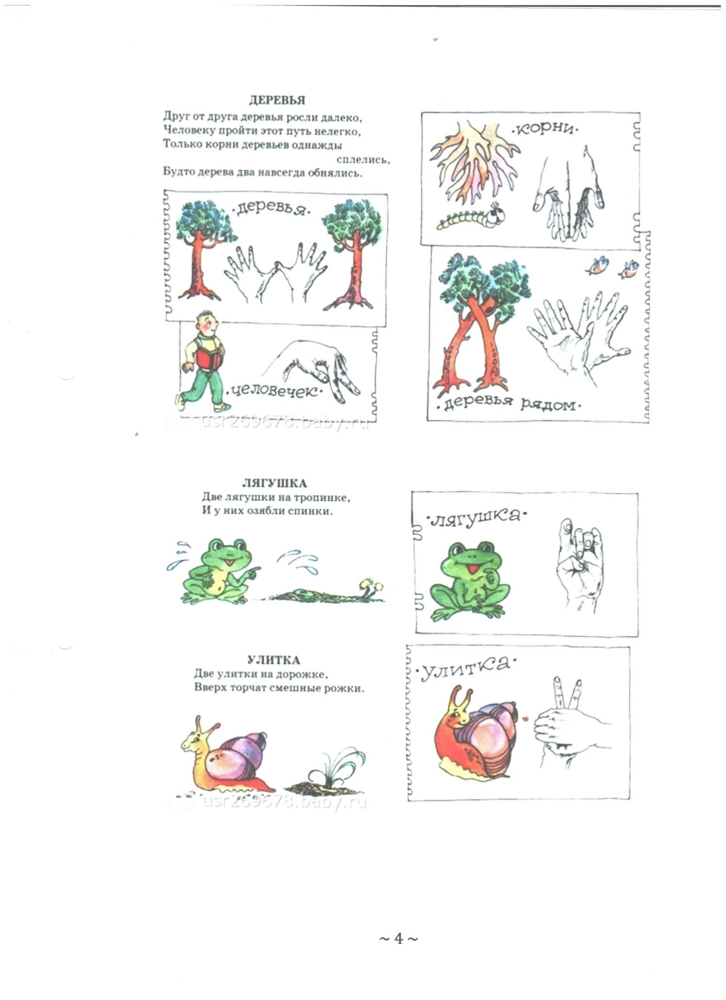 ДЕРЕВЬЯ
Друг от друга деревья росли далеко,
Человеку пройти этот путь нелегко,
Только корни деревьев однажды
сплелись,
Будто дерева два навсегда обнялись.
·деревья·
·человечек·
usr269678.baby.ru
·корни·
·деревья рядом·
ЛЯГУШКА
Две лягушки на тропинке,
И у них озябли спинки.
·лягушка·
УЛИТКА
Две улитки на дорожке,
Вверх торчат смешные рожки.
usr269678.baby.ru
·улитка·
~ 4 ~